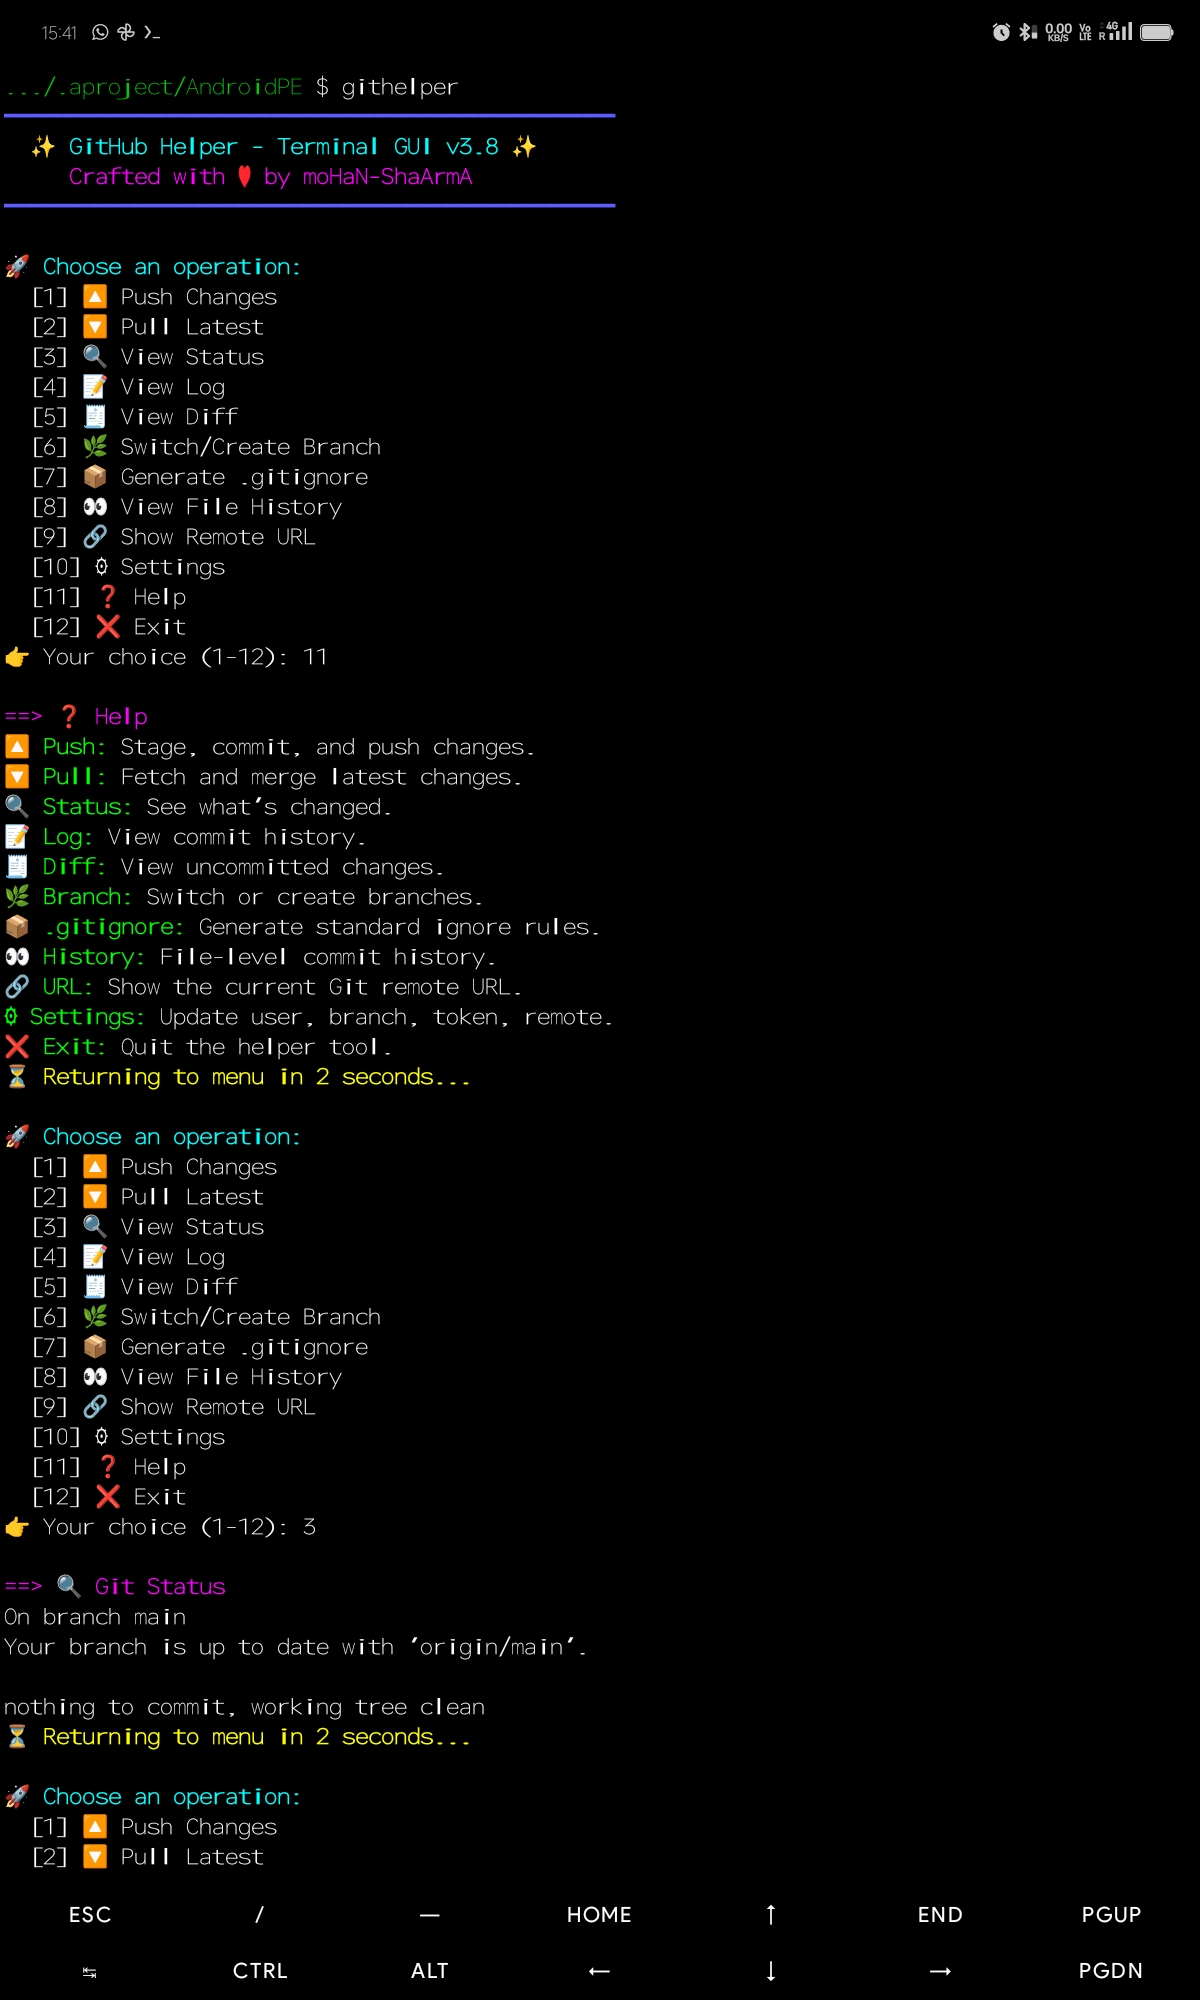 15:41 0.00 KB/S Vo LTE R 4G
.../.aproject/AndroidPE $ githelper
✨ GitHub Helper - Terminal GUI v3.8 ✨
Crafted with ♥ by moHaN-ShaArmA
🚀 Choose an operation:
[1] 🔼 Push Changes
[2] 🔽 Pull Latest
[3] 🔍 View Status
[4] 📝 View Log
[5] 🧾 View Diff
[6] 🌿 Switch/Create Branch
[7] 📦 Generate .gitignore
[8] 👀 View File History
[9] 🔗 Show Remote URL
[10] ⚙ Settings
[11] ❓ Help
[12] ❌ Exit
👉 Your choice (1-12): 11
==> ❓ Help
🔼 Push: Stage, commit, and push changes.
🔽 Pull: Fetch and merge latest changes.
🔍 Status: See what's changed.
📝 Log: View commit history.
🧾 Diff: View uncommitted changes.
🌿 Branch: Switch or create branches.
📦 .gitignore: Generate standard ignore rules.
👀 History: File-level commit history.
🔗 URL: Show the current Git remote URL.
⚙ Settings: Update user, branch, token, remote.
❌ Exit: Quit the helper tool.
⏳ Returning to menu in 2 seconds...
🚀 Choose an operation:
[1] 🔼 Push Changes
[2] 🔽 Pull Latest
[3] 🔍 View Status
[4] 📝 View Log
[5] 🧾 View Diff
[6] 🌿 Switch/Create Branch
[7] 📦 Generate .gitignore
[8] 👀 View File History
[9] 🔗 Show Remote URL
[10] ⚙ Settings
[11] ❓ Help
[12] ❌ Exit
👉 Your choice (1-12): 3
==> 🔍 Git Status
On branch main
Your branch is up to date with 'origin/main'.
nothing to commit, working tree clean
⏳ Returning to menu in 2 seconds...
🚀 Choose an operation:
[1] 🔼 Push Changes
[2] 🔽 Pull Latest
ESC / — HOME ↑ END PGUP
↹ CTRL ALT ← ↓ → PGDN